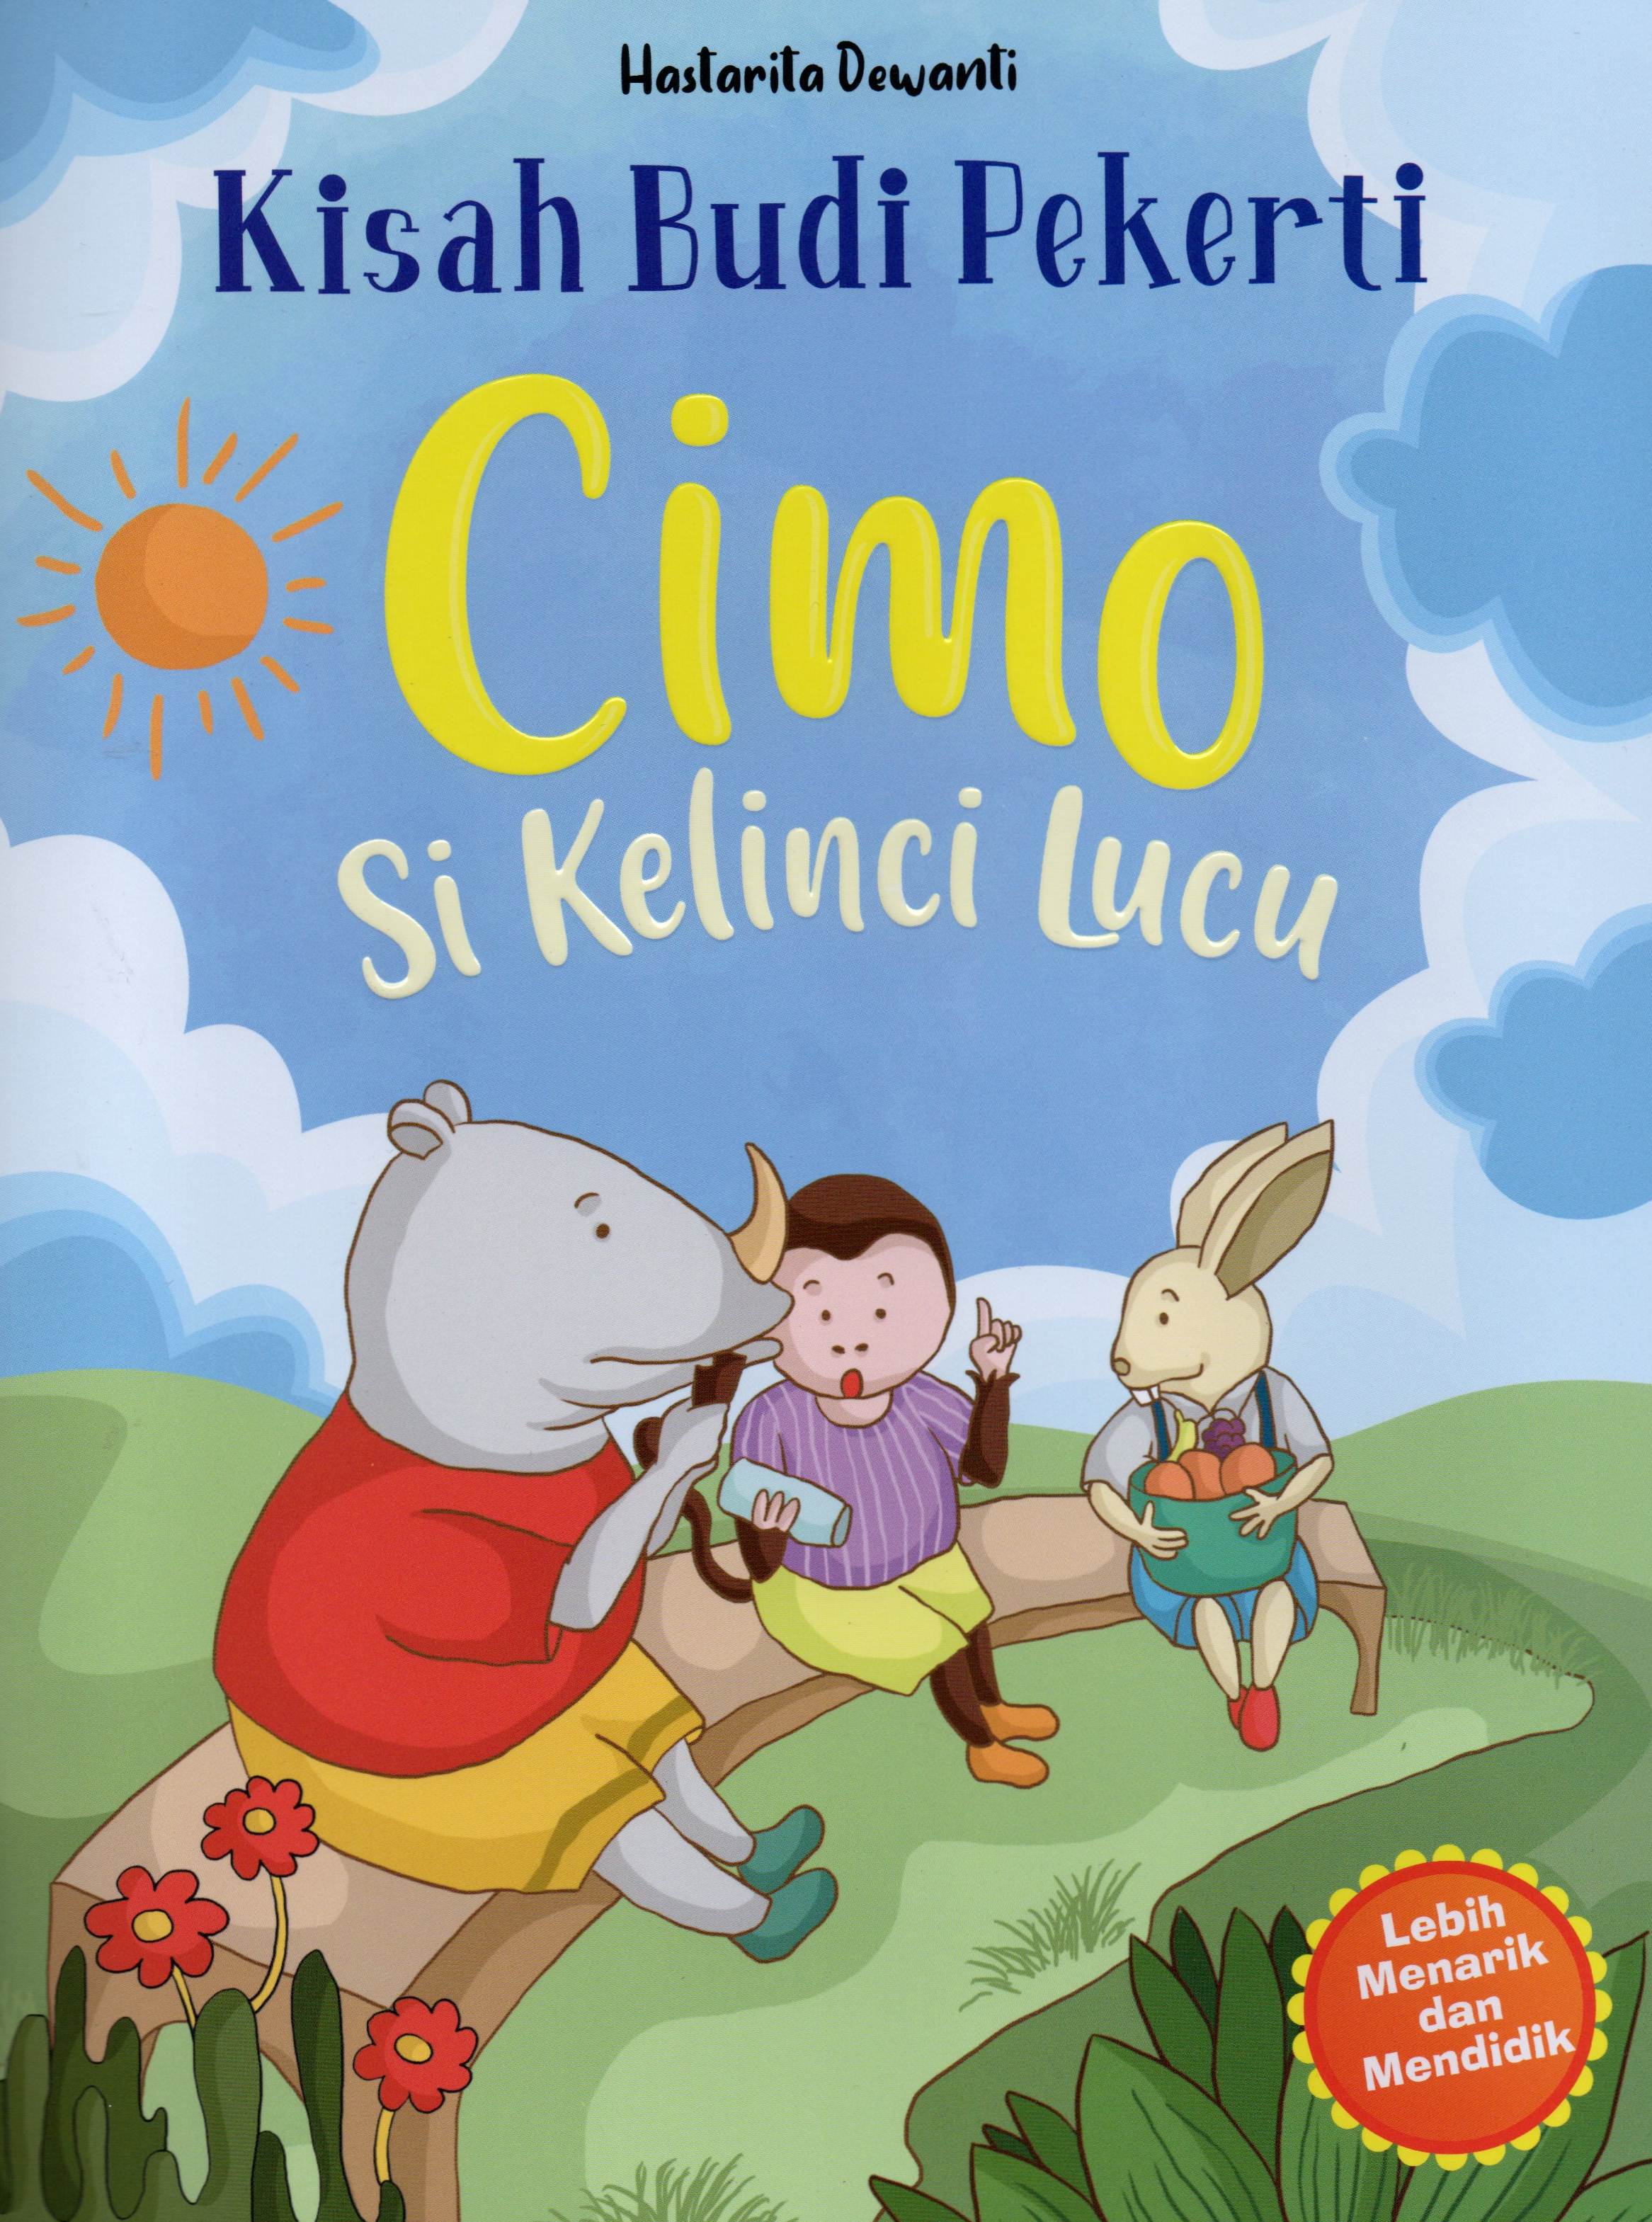 Hastarita Dewanti
Kisah Budi Pekerti
Cimo
Si Kelinci Lucu
Lebih
Menarik
dan
Mendidik